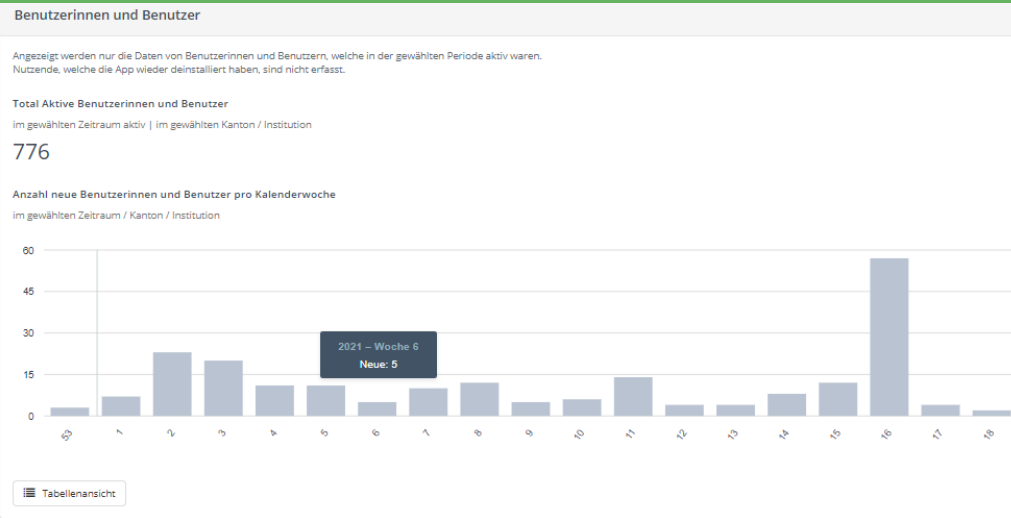 Benutzerinnen und Benutzer
Angezeigt werden nur die Daten von Benutzerinnen und Benutzern, welche in der gewählten Periode aktiv waren.
Nutzende, welche die App wieder deinstalliert haben, sind nicht erfasst.
Total Aktive Benutzerinnen und Benutzer
im gewählten Zeitraum aktiv | im gewählten Kanton / Institution
776
Anzahl neue Benutzerinnen und Benutzer pro Kalenderwoche
im gewählten Zeitraum / Kanton / Institution
60
45
30
15
0
2021 – Woche 6
Neue: 5
53 1 2 3 4 5 6 7 8 9 10 11 12 13 14 15 16 17 18
Tabellenansicht